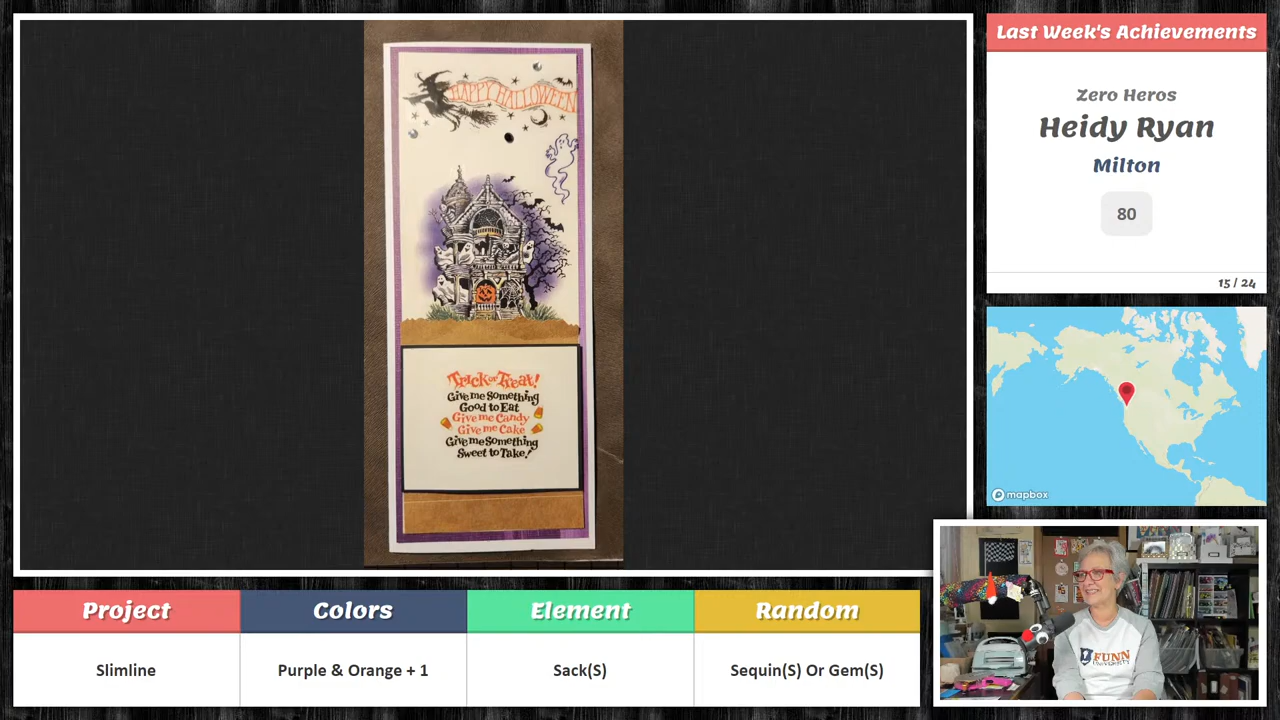 HAPPY HALLOWEEN
Trick or Treat!
Give me Something
Good to Eat
Give me Candy
Give me Cake
Give me Something
Sweet to Take!
Last Week's Achievements
Zero Heros
Heidy Ryan
Milton
80
15 / 24
mapbox
FUNN
UNIVERSITY
Project
Colors
Element
Random
Slimline
Purple & Orange + 1
Sack(S)
Sequin(S) Or Gem(S)